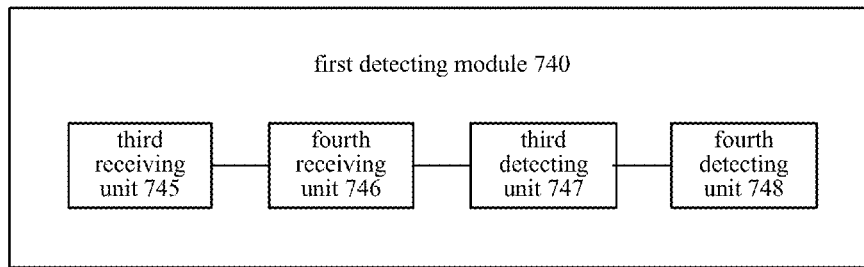 first detecting module 740
third
receiving
unit 745
fourth
receiving
unit 746
third
detecting
unit 747
fourth
detecting
unit 748